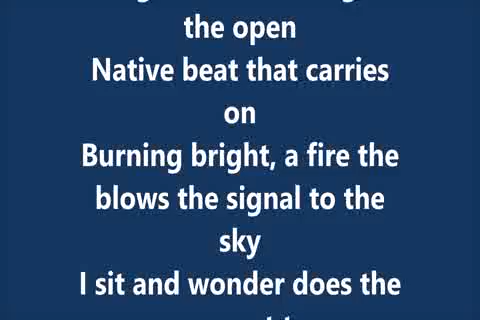 the open
Native beat that carries
on
Burning bright, a fire the
blows the signal to the
sky
I sit and wonder does the